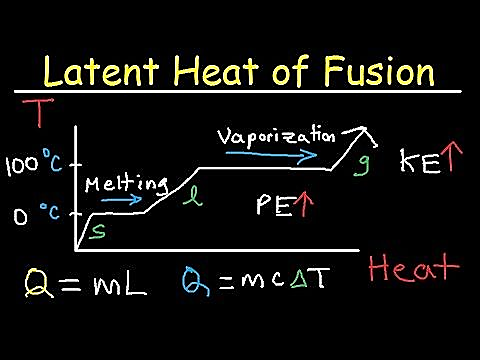 Latent Heat of Fusion
T
Vaporization
100°C
Melting
g
KE↑
l
PE↑
0 °C
s
Heat
Q = mL
Q = mcΔT